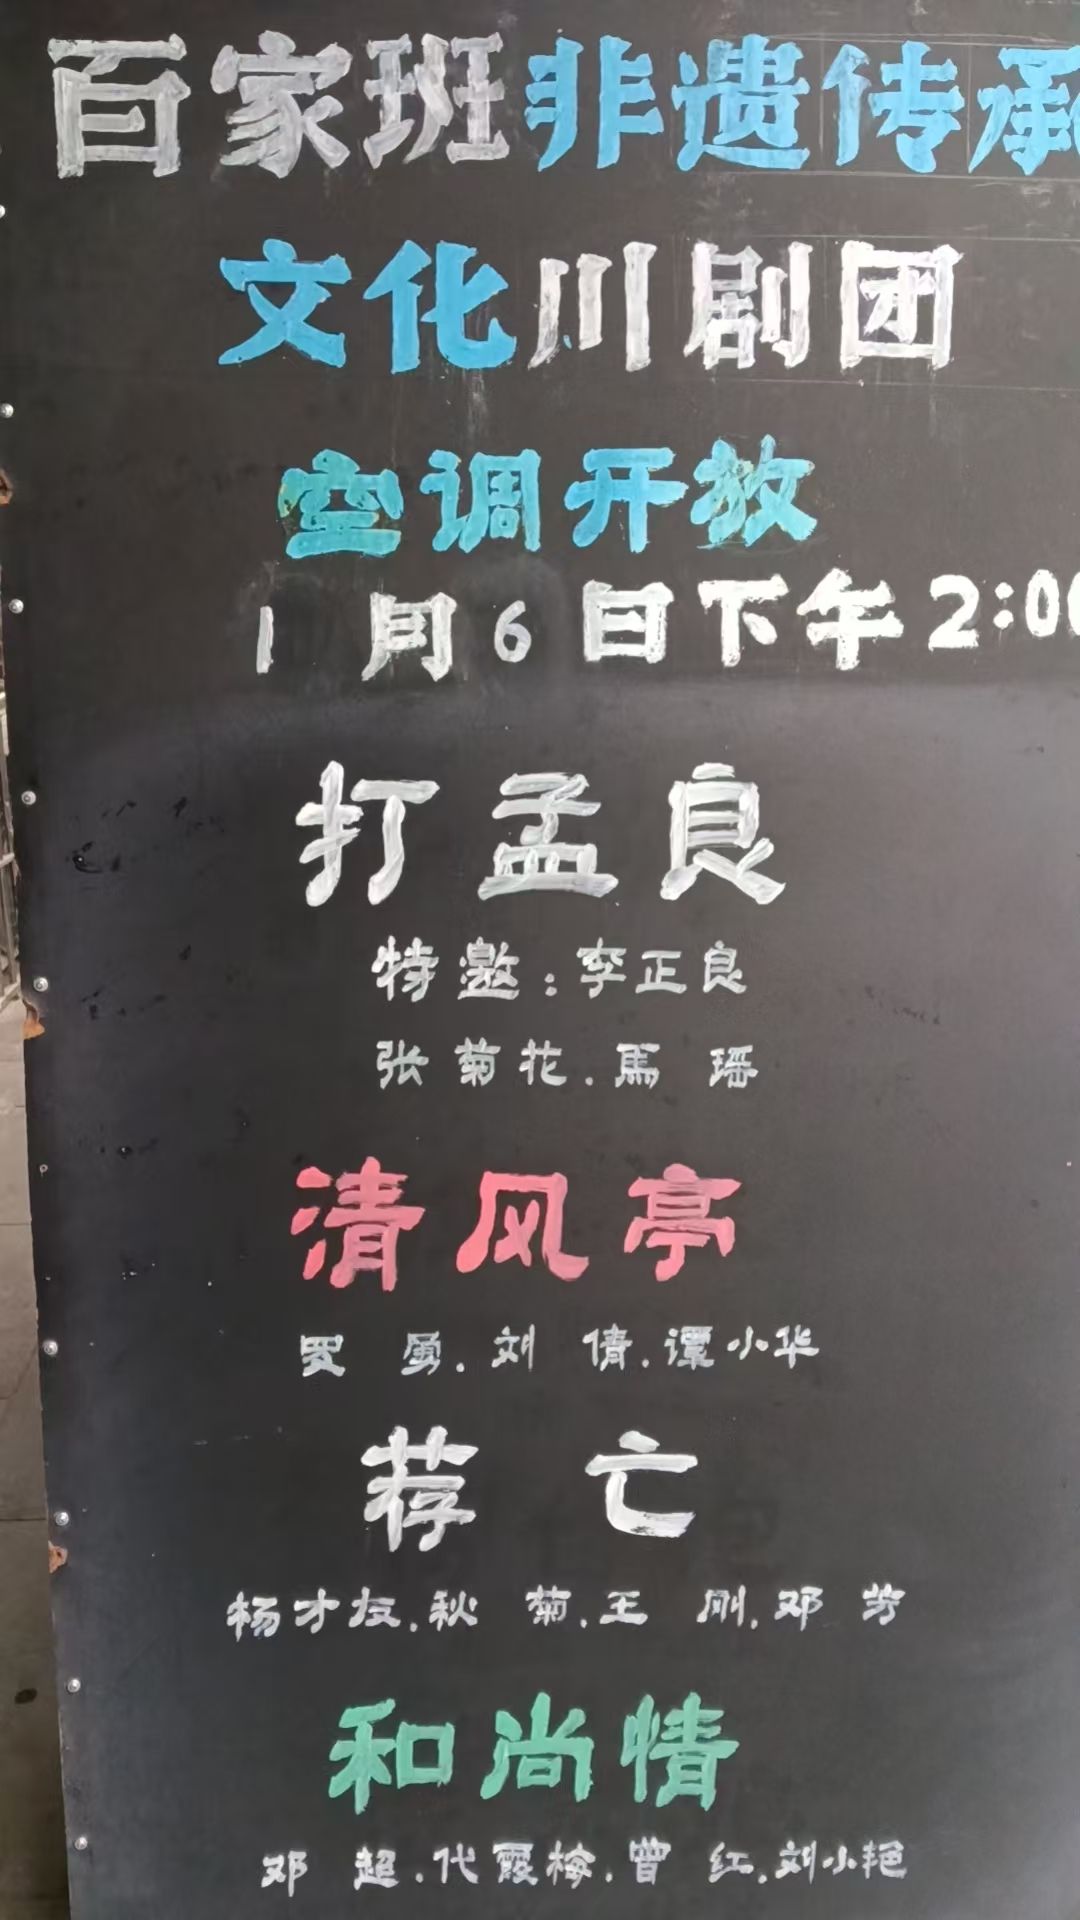 百家班非遗传承
文化川剧团
空调开放
1月6日下午2:00
打孟良
特邀：李正良
张菊花.馬 瑶
清风亭
罗 勇.刘 倩.谭小华
荐亡
杨才友.秋 菊.王 刚.邓 芳
和尚情
邓 超.代霞梅.曾 红.刘小艳